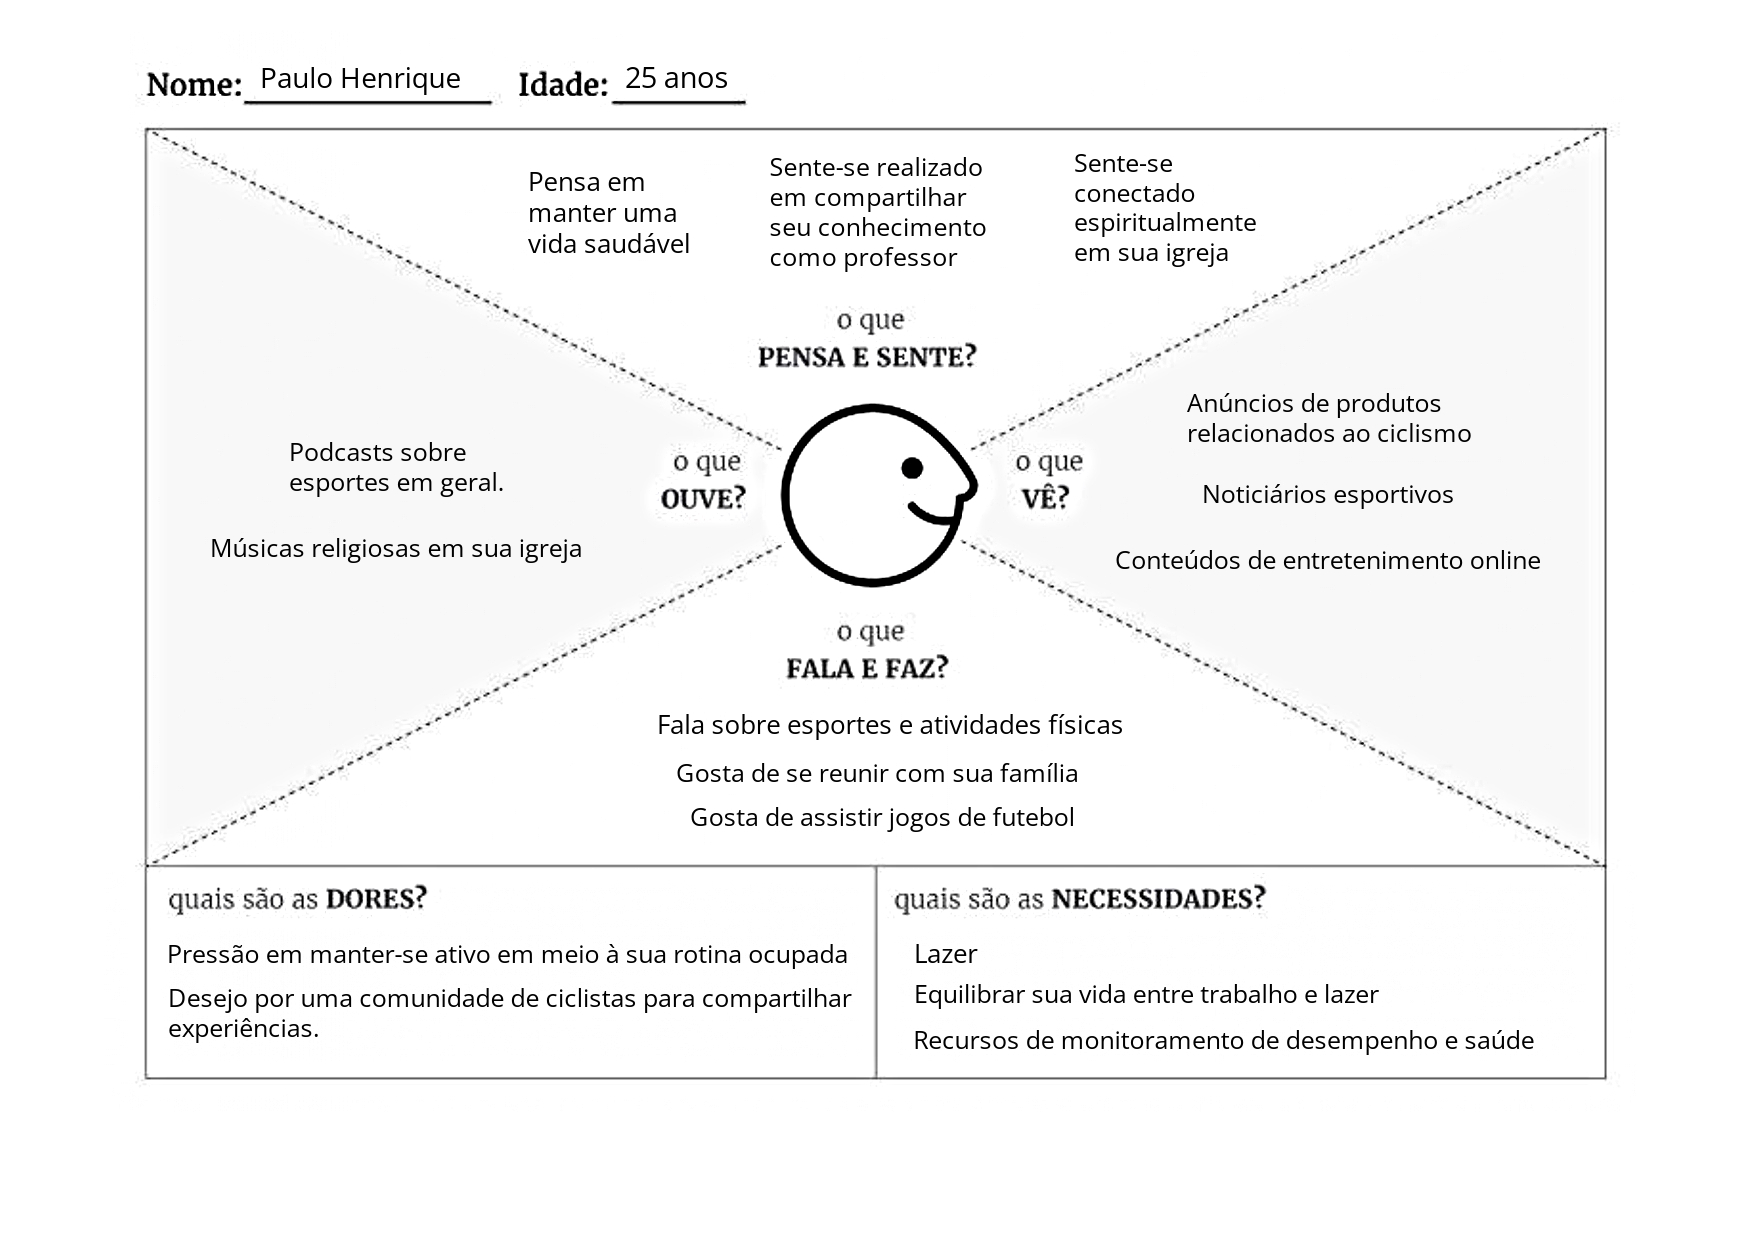 Nome: Paulo Henrique Idade: 25 anos
Pensa em
manter uma
vida saudável
Sente-se realizado
em compartilhar
seu conhecimento
como professor
Sente-se
conectado
espiritualmente
em sua igreja
o que
PENSA E SENTE?
Podcasts sobre
esportes em geral.
Músicas religiosas em sua igreja
o que
OUVE?
o que
VÊ?
Anúncios de produtos
relacionados ao ciclismo
Noticiários esportivos
Conteúdos de entretenimento online
o que
FALA E FAZ?
Fala sobre esportes e atividades físicas
Gosta de se reunir com sua família
Gosta de assistir jogos de futebol
quais são as DORES?
Pressão em manter-se ativo em meio à sua rotina ocupada
Desejo por uma comunidade de ciclistas para compartilhar
experiências.
quais são as NECESSIDADES?
Lazer
Equilibrar sua vida entre trabalho e lazer
Recursos de monitoramento de desempenho e saúde